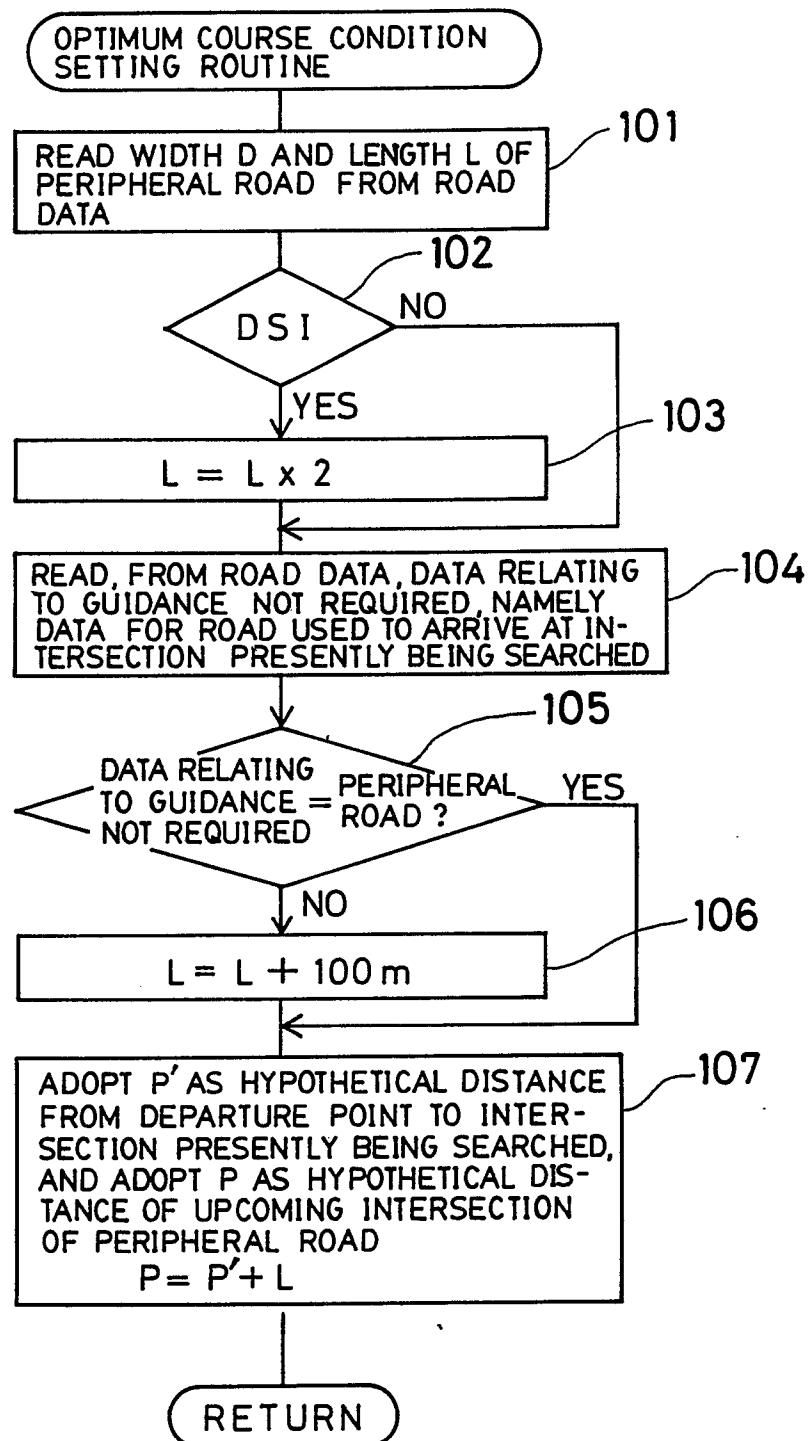 OPTIMUM COURSE CONDITION
SETTING ROUTINE
101
READ WIDTH D AND LENGTH L OF
PERIPHERAL ROAD FROM ROAD
DATA
102
DSI
NO
YES
103
L = L x 2
104
READ, FROM ROAD DATA, DATA RELATING
TO GUIDANCE NOT REQUIRED, NAMELY
DATA FOR ROAD USED TO ARRIVE AT IN-
TERSECTION PRESENTLY BEING SEARCHED
105
DATA RELATING
TO GUIDANCE = PERIPHERAL
NOT REQUIRED ROAD ?
YES
NO
106
L = L + 100 m
107
ADOPT P' AS HYPOTHETICAL DISTANCE
FROM DEPARTURE POINT TO INTER-
SECTION PRESENTLY BEING SEARCHED,
AND ADOPT P AS HYPOTHETICAL DIS-
TANCE OF UPCOMING INTERSECTION
OF PERIPHERAL ROAD
P = P' + L
RETURN